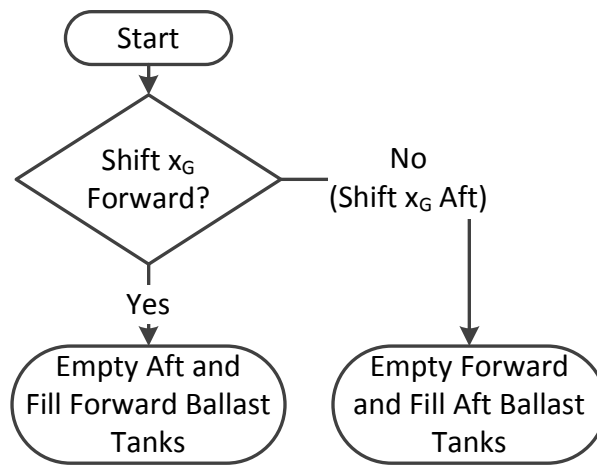 Start
Shift x_G
Forward?
No
(Shift x_G Aft)
Yes
Empty Aft and
Fill Forward Ballast
Tanks
Empty Forward
and Fill Aft Ballast
Tanks